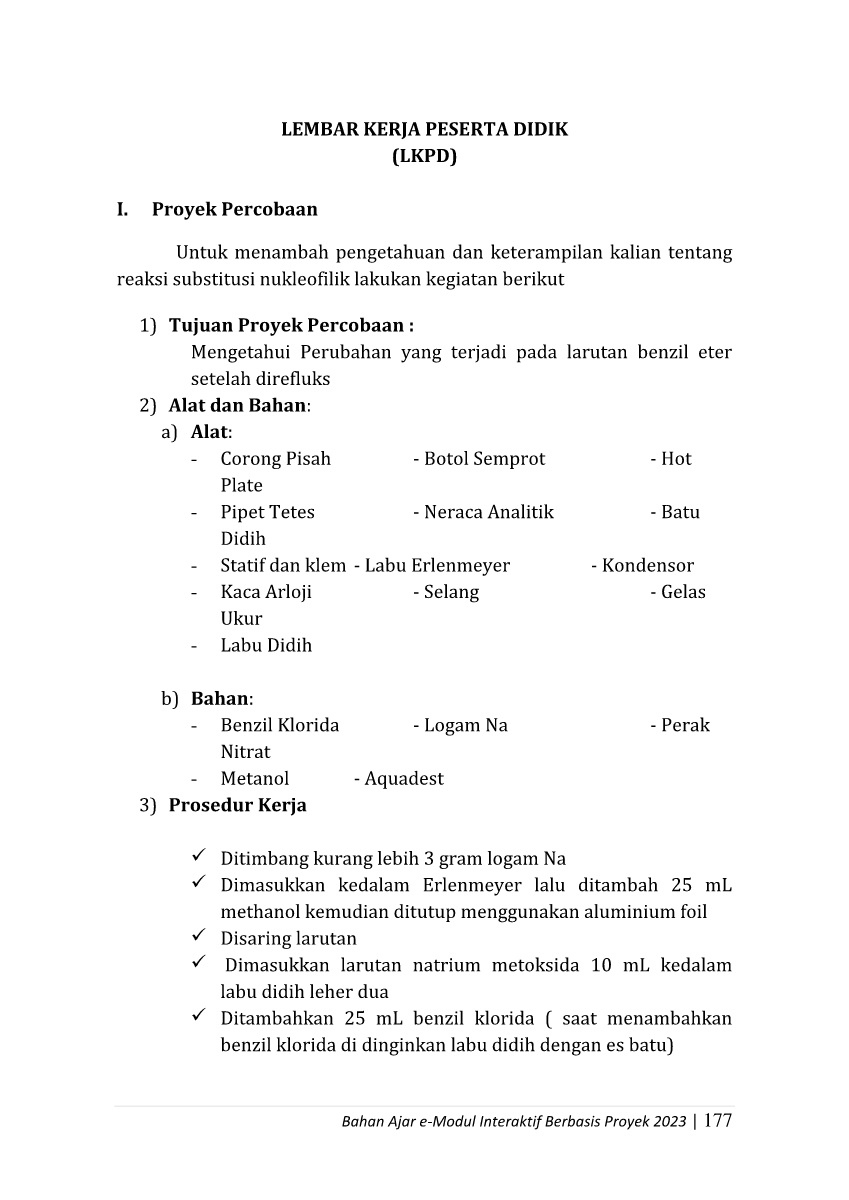 LEMBAR KERJA PESERTA DIDIK
(LKPD)
I. Proyek Percobaan
Untuk menambah pengetahuan dan keterampilan kalian tentang
reaksi substitusi nukleofilik lakukan kegiatan berikut
1) Tujuan Proyek Percobaan :
Mengetahui Perubahan yang terjadi pada larutan benzil eter
setelah direfluks
2) Alat dan Bahan:
a) Alat:
- Corong Pisah - Botol Semprot - Hot
Plate
- Pipet Tetes - Neraca Analitik - Batu
Didih
- Statif dan klem - Labu Erlenmeyer - Kondensor
- Kaca Arloji - Selang - Gelas
Ukur
- Labu Didih
b) Bahan:
- Benzil Klorida - Logam Na - Perak
Nitrat
- Metanol - Aquadest
3) Prosedur Kerja
✓ Ditimbang kurang lebih 3 gram logam Na
✓ Dimasukkan kedalam Erlenmeyer lalu ditambah 25 mL
methanol kemudian ditutup menggunakan aluminium foil
✓ Disaring larutan
✓ Dimasukkan larutan natrium metoksida 10 mL kedalam
labu didih leher dua
✓ Ditambahkan 25 mL benzil klorida ( saat menambahkan
benzil klorida di dinginkan labu didih dengan es batu)
Bahan Ajar e-Modul Interaktif Berbasis Proyek 2023 | 177